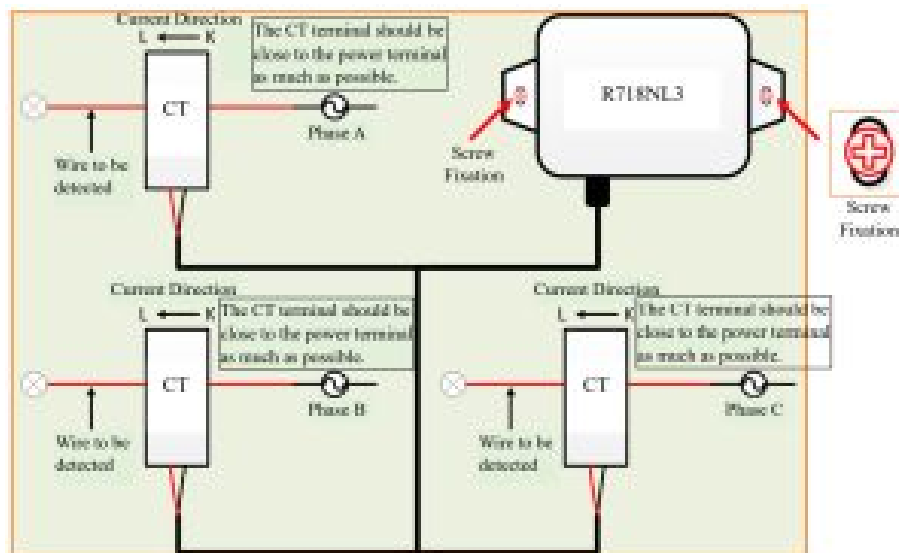 Current Direction
L K
The CT terminal should be
close to the power terminal
as much as possible.
CT
Phase A
Wire to be
detected
R718NL3
Screw
Fixation
Screw
Fixation
Current Direction
L K
The CT terminal should be
close to the power terminal
as much as possible.
CT
Phase B
Wire to be
detected
Current Direction
L K
The CT terminal should be
close to the power terminal
as much as possible.
CT
Phase C
Wire to be
detected